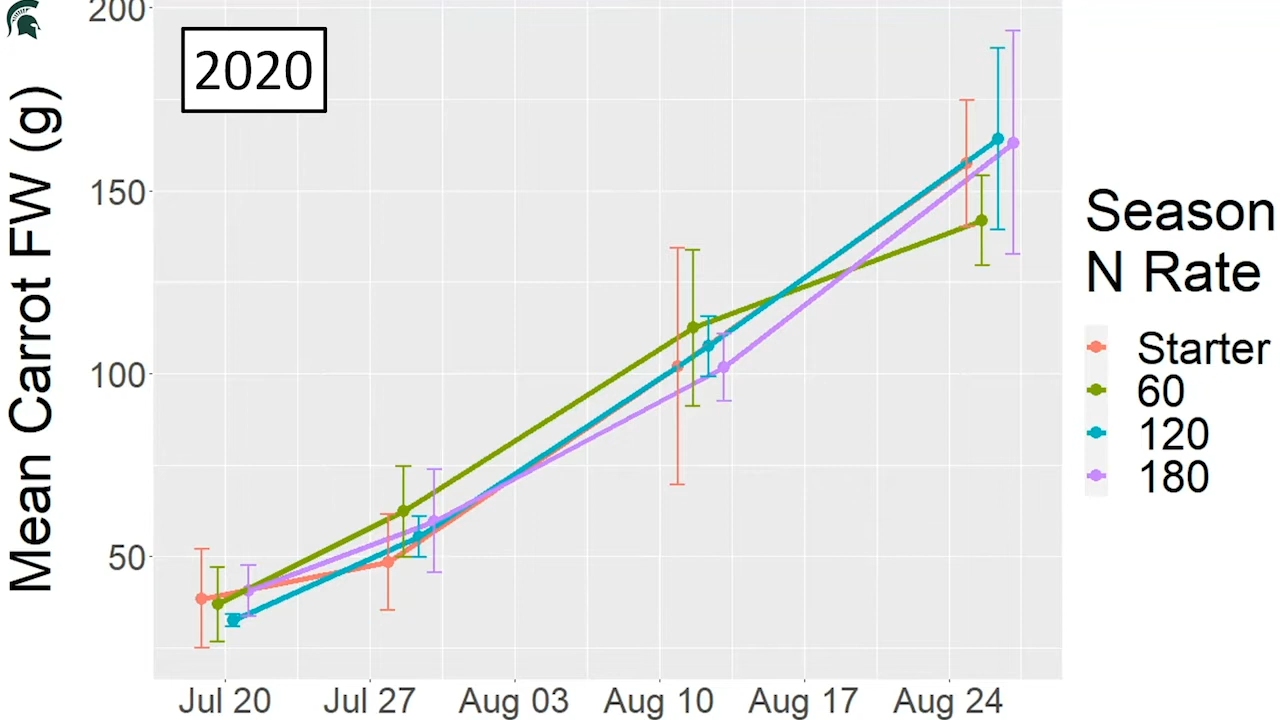 200
2020
150
100
50
Mean Carrot FW (g)
Jul 20
Jul 27
Aug 03
Aug 10
Aug 17
Aug 24
Season
N Rate
Starter
60
120
180